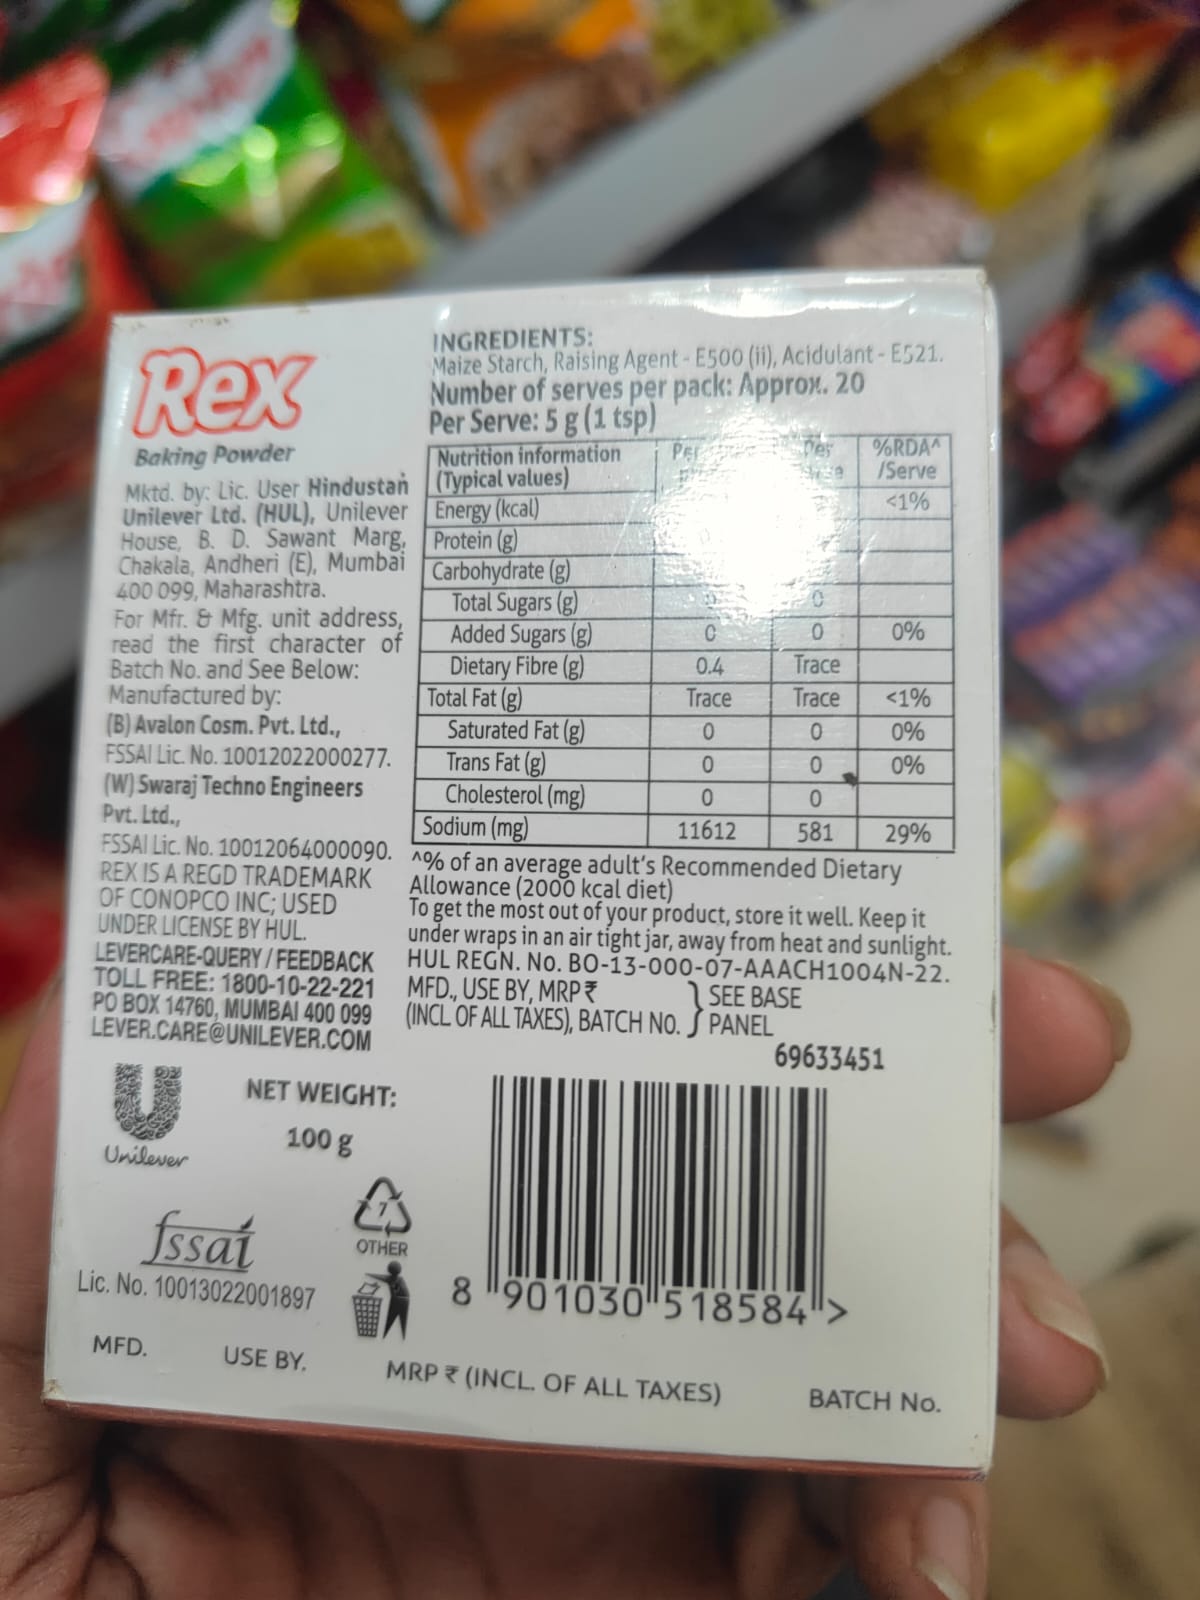 Rex
Baking Powder
Mktd. by: Lic. User Hindustan
Unilever Ltd. (HUL), Unilever
House, B. D. Sawant Marg,
Chakala, Andheri (E), Mumbai
400 099, Maharashtra.
For Mfr. & Mfg. unit address,
read the first character of
Batch No. and See Below:
Manufactured by:
(B) Avalon Cosm. Pvt. Ltd.,
FSSAI Lic. No. 10012022000277.
(W) Swaraj Techno Engineers
Pvt. Ltd.,
FSSAI Lic. No. 10012064000090.
REX IS A REGD TRADEMARK
OF CONOPCO INC; USED
UNDER LICENSE BY HUL.
LEVERCARE-QUERY / FEEDBACK
TOLL FREE: 1800-10-22-221
PO BOX 14760, MUMBAI 400 099
LEVER.CARE@UNILEVER.COM
INGREDIENTS:
Maize Starch, Raising Agent - E500 (ii), Acidulant - E521.
Number of serves per pack: Approx. 20
Per Serve: 5 g (1 tsp)
Nutrition information Per Per %RDA^
(Typical values) /Serve
Energy (kcal) <1%
Protein (g)
Carbohydrate (g)
Total Sugars (g) 0 0
Added Sugars (g) 0 0 0%
Dietary Fibre (g) 0.4 Trace
Total Fat (g) Trace Trace <1%
Saturated Fat (g) 0 0 0%
Trans Fat (g) 0 0 0%
Cholesterol (mg) 0 0
Sodium (mg) 11612 581 29%
^% of an average adult's Recommended Dietary
Allowance (2000 kcal diet)
To get the most out of your product, store it well. Keep it
under wraps in an air tight jar, away from heat and sunlight.
HUL REGN. No. BO-13-000-07-AAACH1004N-22.
MFD., USE BY, MRP ₹ } SEE BASE
(INCL OF ALL TAXES), BATCH No. PANEL
69633451
Unilever
NET WEIGHT:
100 g
fssai
Lic. No. 10013022001897
7
OTHER
8 901030 518584 >
MFD. USE BY. MRP ₹ (INCL. OF ALL TAXES) BATCH No.